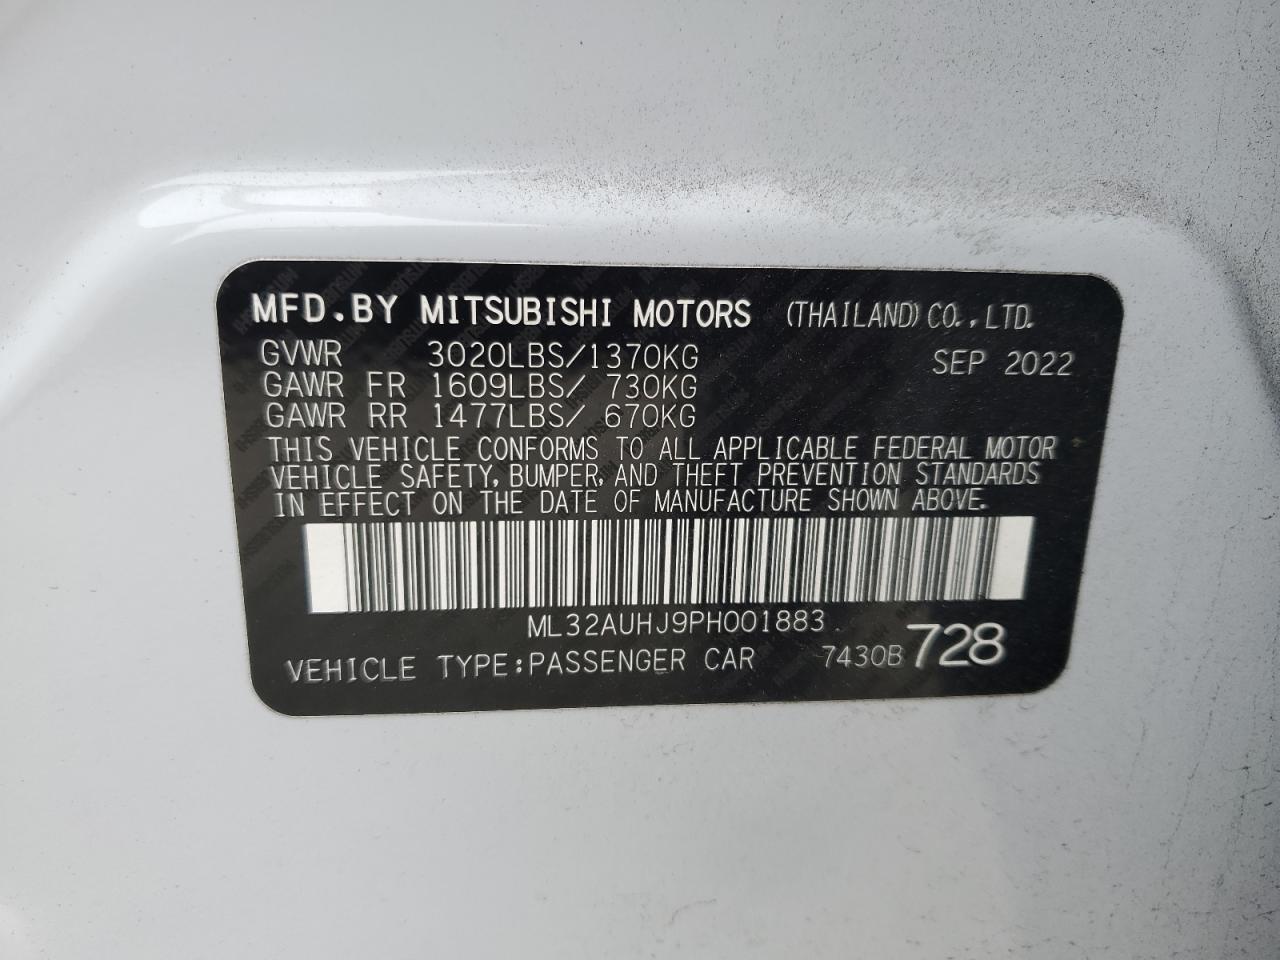 MFD.BY MITSUBISHI MOTORS (THAILAND) CO.,LTD.
GVWR 3020LBS/1370KG SEP 2022
GAWR FR 1609LBS/ 730KG
GAWR RR 1477LBS/ 670KG
THIS VEHICLE CONFORMS TO ALL APPLICABLE FEDERAL MOTOR
VEHICLE SAFETY, BUMPER, AND THEFT PREVENTION STANDARDS
IN EFFECT ON THE DATE OF MANUFACTURE SHOWN ABOVE.
ML32AUHJ9PH001883
VEHICLE TYPE:PASSENGER CAR 7430B 728